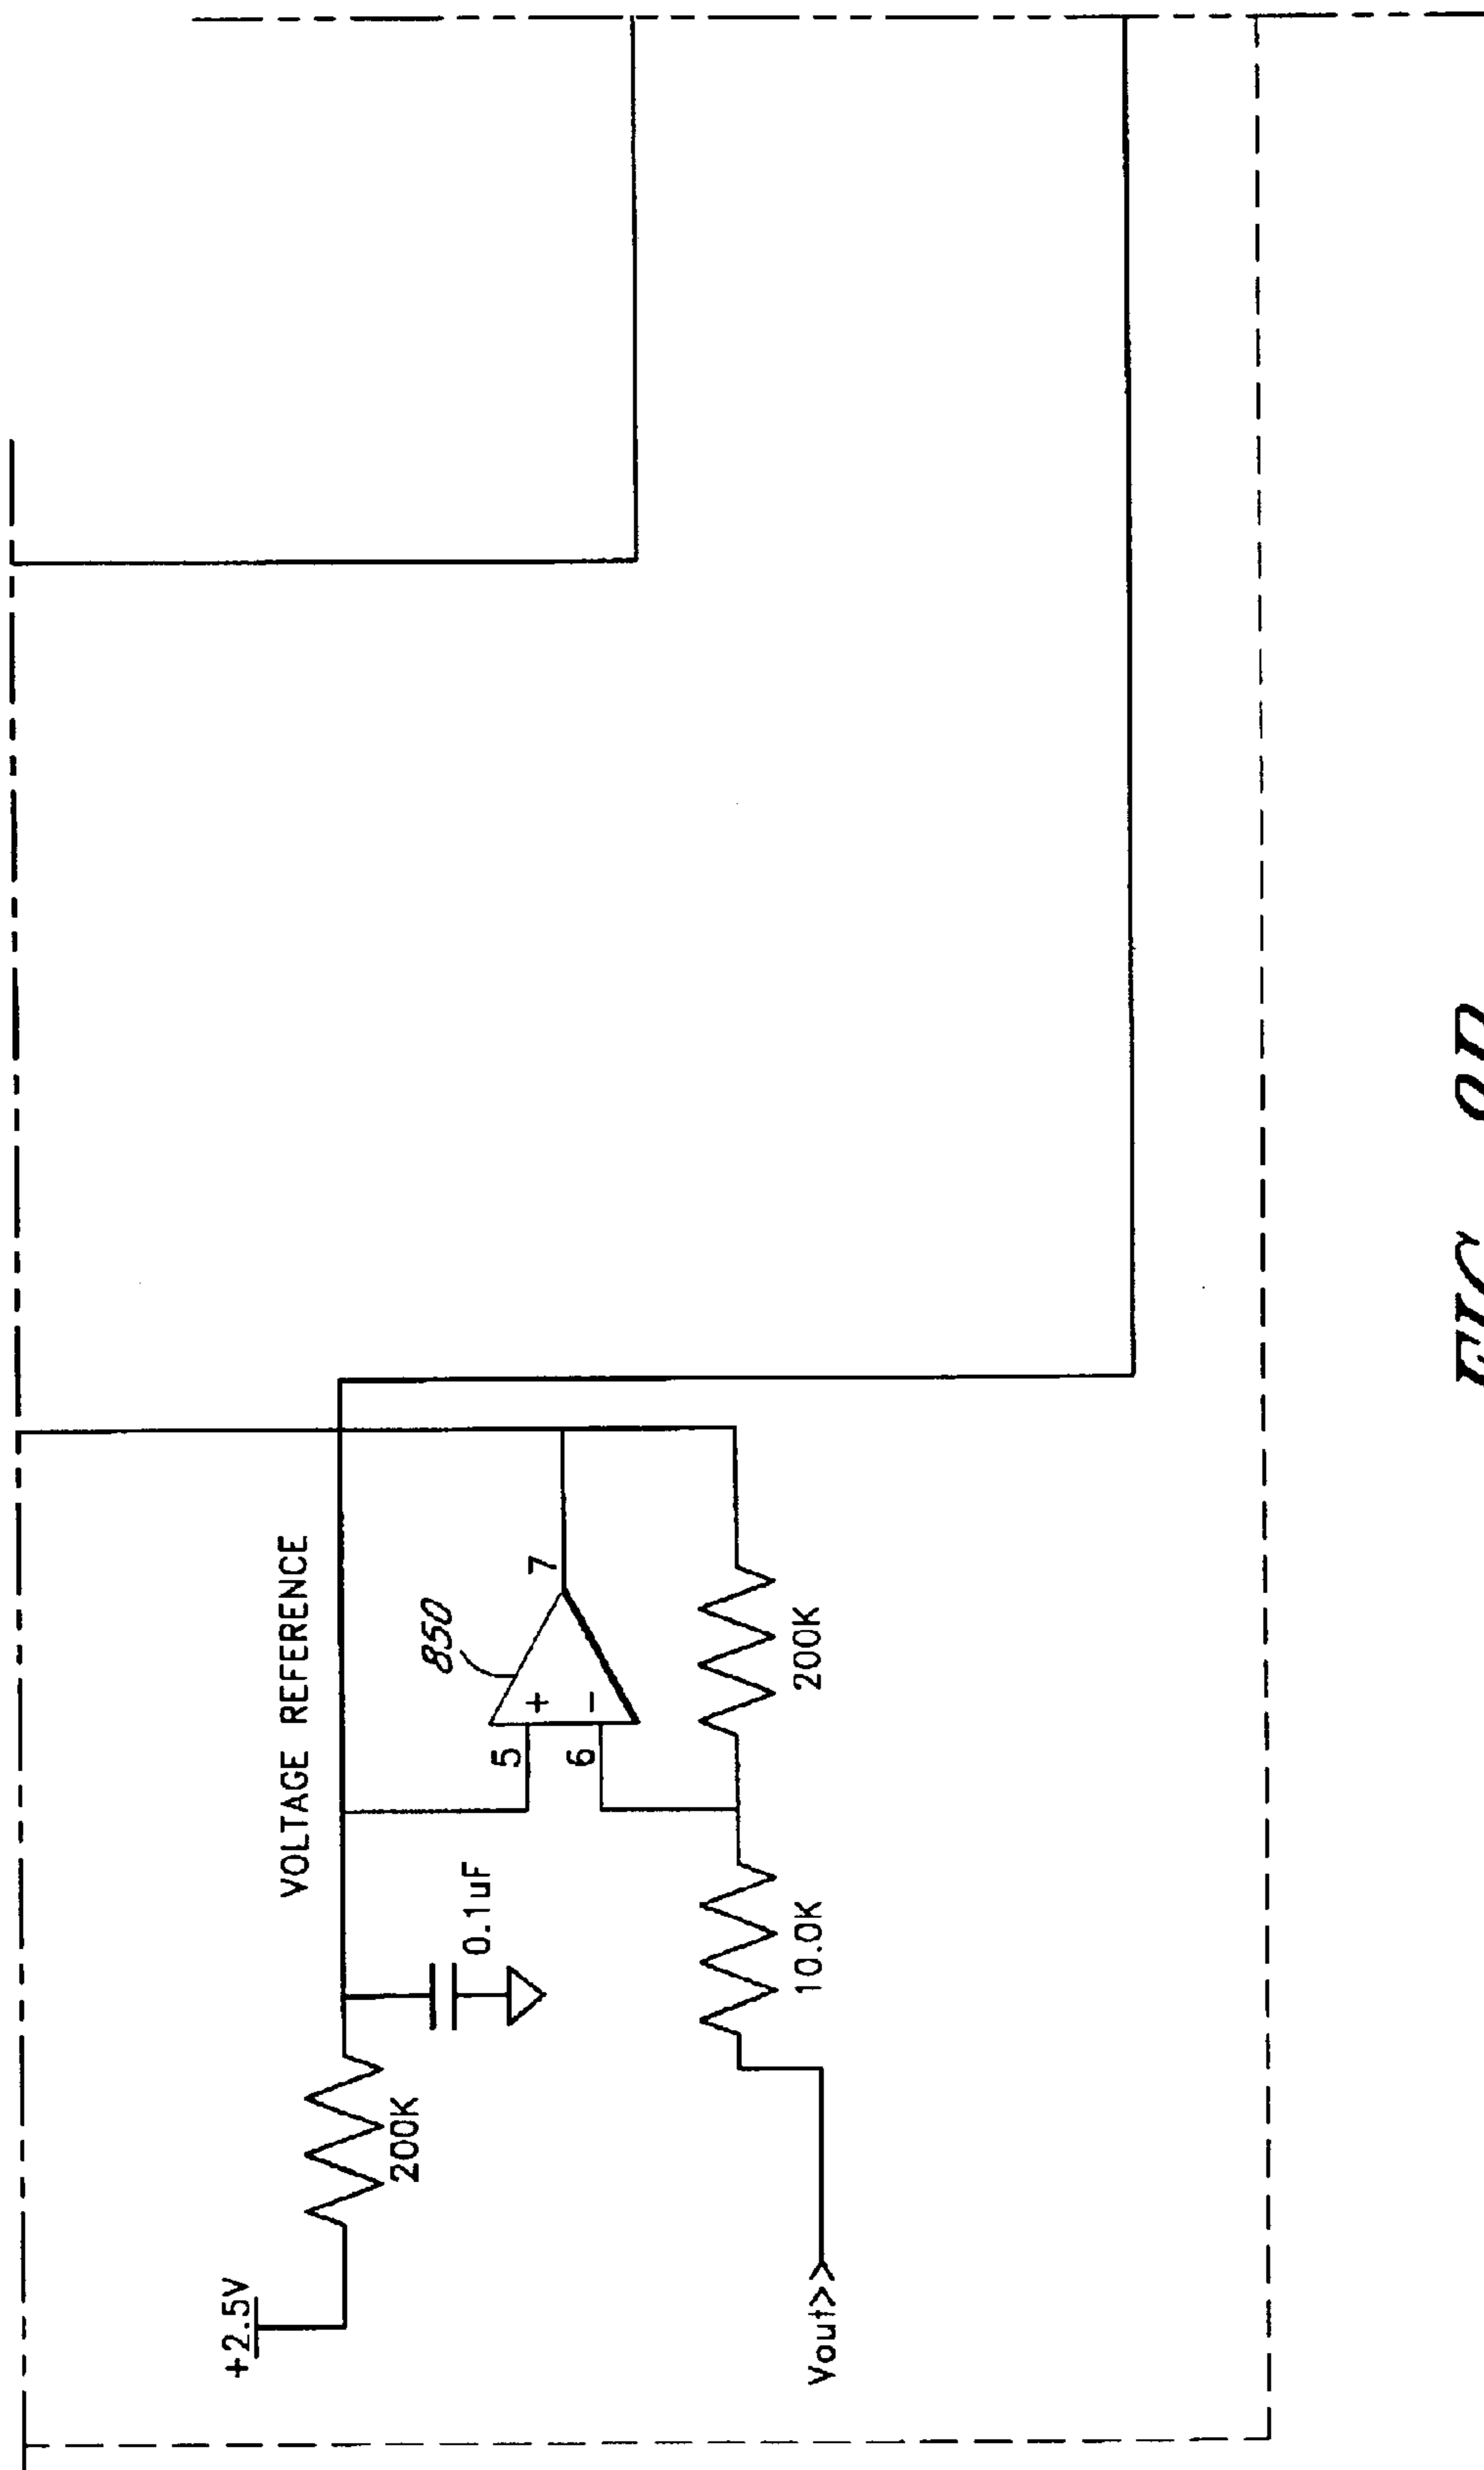 +2.5V
200K
0.1uF
VOLTAGE REFERENCE
850
5
+
6
−
7
Vout>>
10.0K
200K